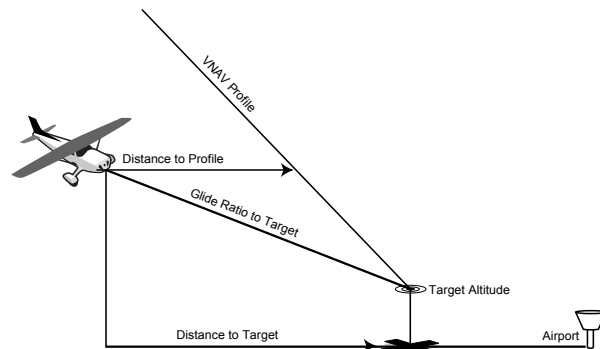 VNAV Profile
Distance to Profile
Glide Ratio to Target
Target Altitude
Distance to Target
Airport